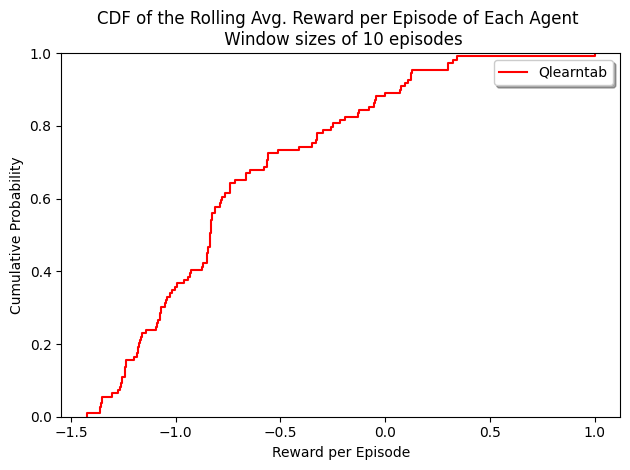 CDF of the Rolling Avg. Reward per Episode of Each Agent
Window sizes of 10 episodes
Qlearntab
Cumulative Probability
1.0
0.8
0.6
0.4
0.2
0.0
−1.5
−1.0
−0.5
0.0
0.5
1.0
Reward per Episode